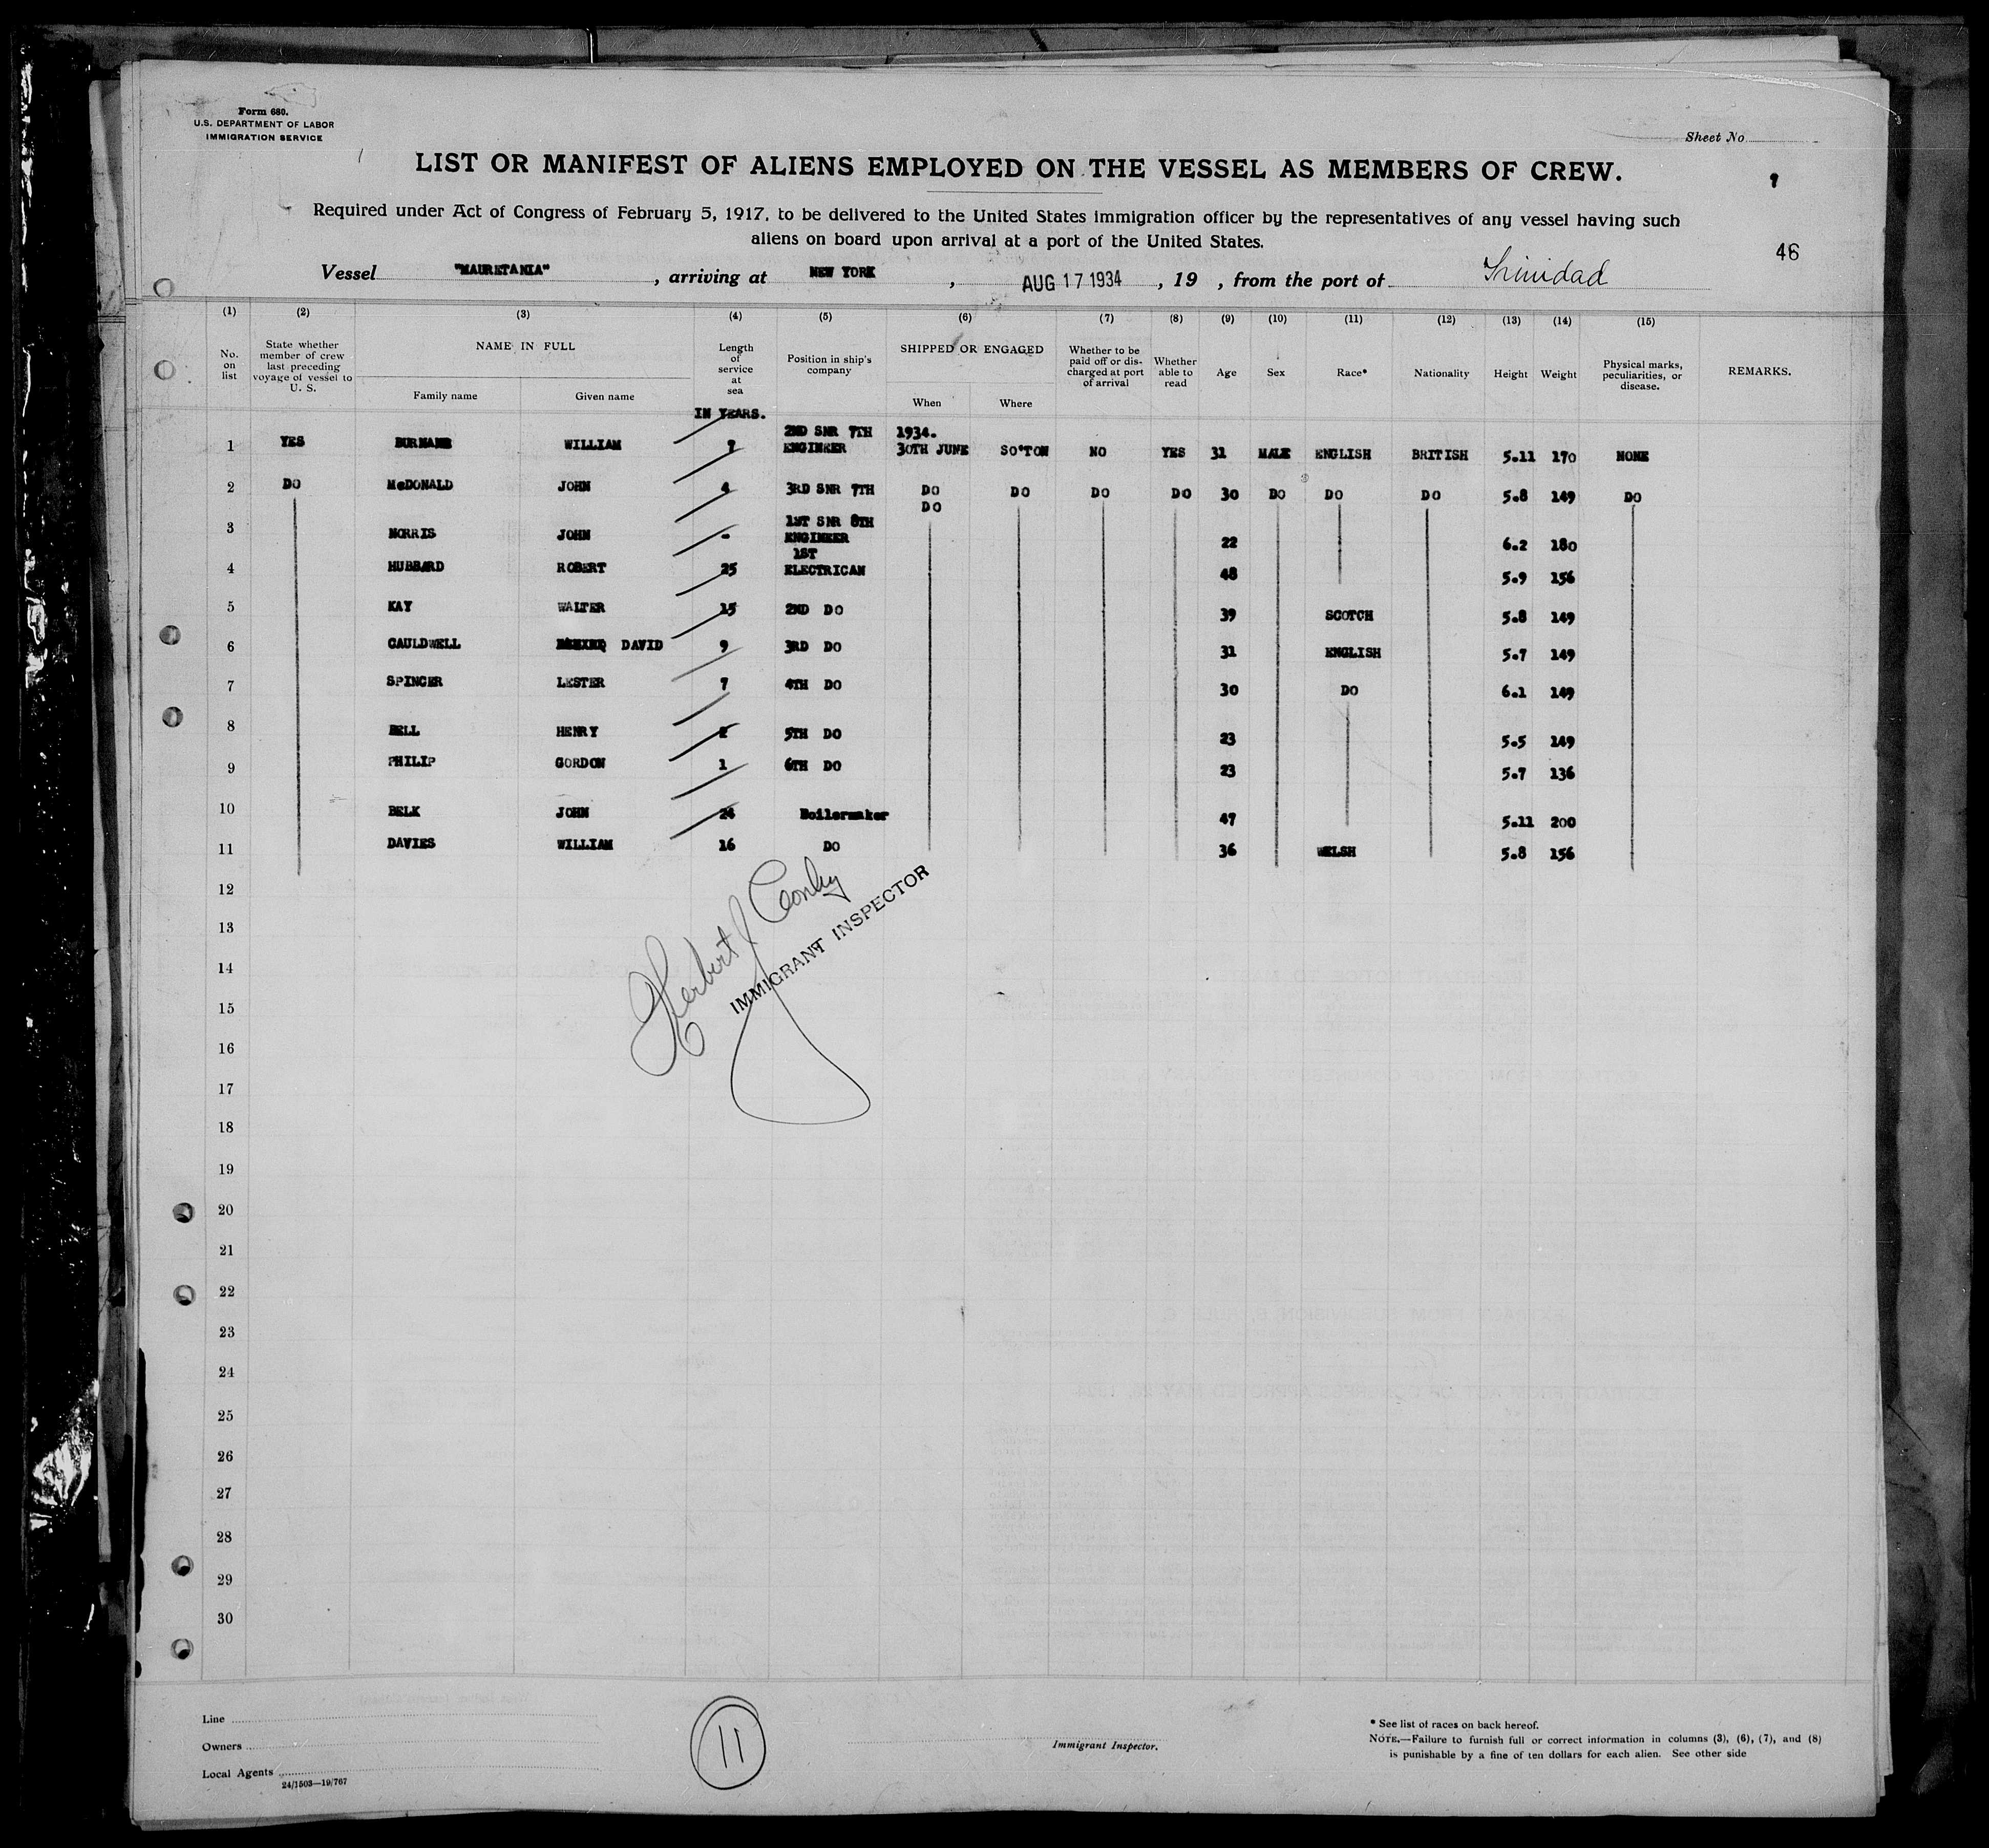 Form 680.
U.S. DEPARTMENT OF LABOR
IMMIGRATION SERVICE
Sheet No
LIST OR MANIFEST OF ALIENS EMPLOYED ON THE VESSEL AS MEMBERS OF CREW.
Required under Act of Congress of February 5, 1917, to be delivered to the United States immigration officer by the representatives of any vessel having such
aliens on board upon arrival at a port of the United States.
46
Vessel "MAURETANIA", arriving at NEW YORK, AUG 17 1934, 19 , from the port of Trinidad
(1) (2) (3) (4) (5) (6) (7) (8) (9) (10) (11) (12) (13) (14) (15)
No. on list
State whether member of crew last preceding voyage of vessel to U. S.
NAME IN FULL
Family name
Given name
Length of service at sea
Position in ship's company
SHIPPED OR ENGAGED
When
Where
Whether to be paid off or discharged at port of arrival
Whether able to read
Age
Sex
Race*
Nationality
Height
Weight
Physical marks, peculiarities, or disease.
REMARKS.
IN YEARS.
1 YES WILLIAM 2ND SNR 7TH ENGINEER 1934. 30TH JUNE SO'TON NO YES 31 MALE ENGLISH BRITISH 5.11 170 NONE
2 DO McDONALD JOHN 4 3RD SNR 7TH DO DO DO DO 30 DO DO DO 5.8 149 DO
3 MORRIS JOHN - 1ST SNR 8TH ENGINEER DO 22 6.2 180
4 HUBBARD ROBERT 25 1ST ELECTRICAN 48 5.9 156
5 KAY WALTER 15 2ND DO 39 SCOTCH 5.8 149
6 CAULDWELL DAVID 9 3RD DO 31 ENGLISH 5.7 149
7 SPINCER LESTER 7 4TH DO 30 DO 6.1 149
8 BELL HENRY 2 5TH DO 23 5.5 149
9 PHILIP GORDON 1 6TH DO 23 5.7 136
10 BELK JOHN 24 Boilermaker 47 5.11 200
11 DAVIES WILLIAM 16 DO 36 WELSH 5.8 156
12
13
14
15
16
17
18
19
20
21
22
23
24
25
26
27
28
29
30
Herbert J Conly
IMMIGRANT INSPECTOR
Line
Owners
Local Agents
24/1503—19/767
11
Immigrant Inspector.
* See list of races on back hereof.
NOTE.—Failure to furnish full or correct information in columns (3), (6), (7), and (8)
is punishable by a fine of ten dollars for each alien. See other side